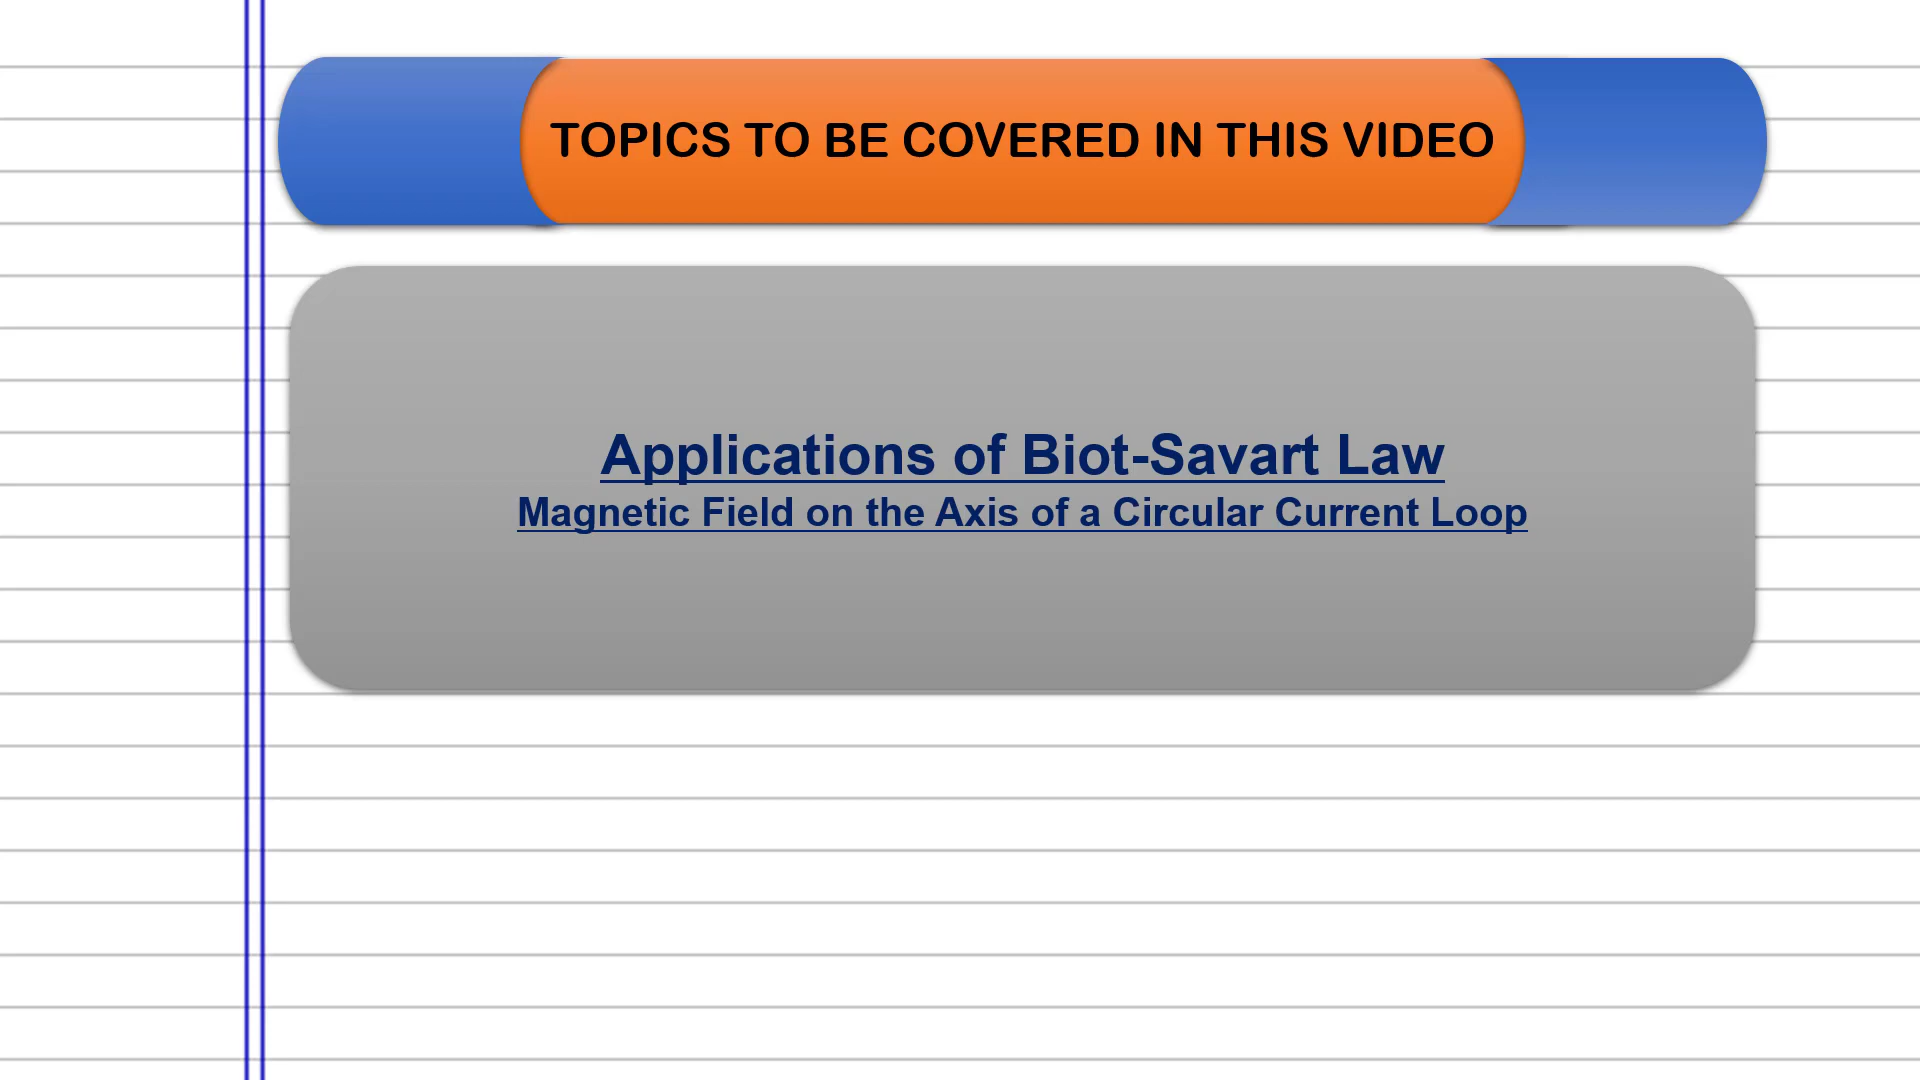 TOPICS TO BE COVERED IN THIS VIDEO
Applications of Biot-Savart Law
Magnetic Field on the Axis of a Circular Current Loop